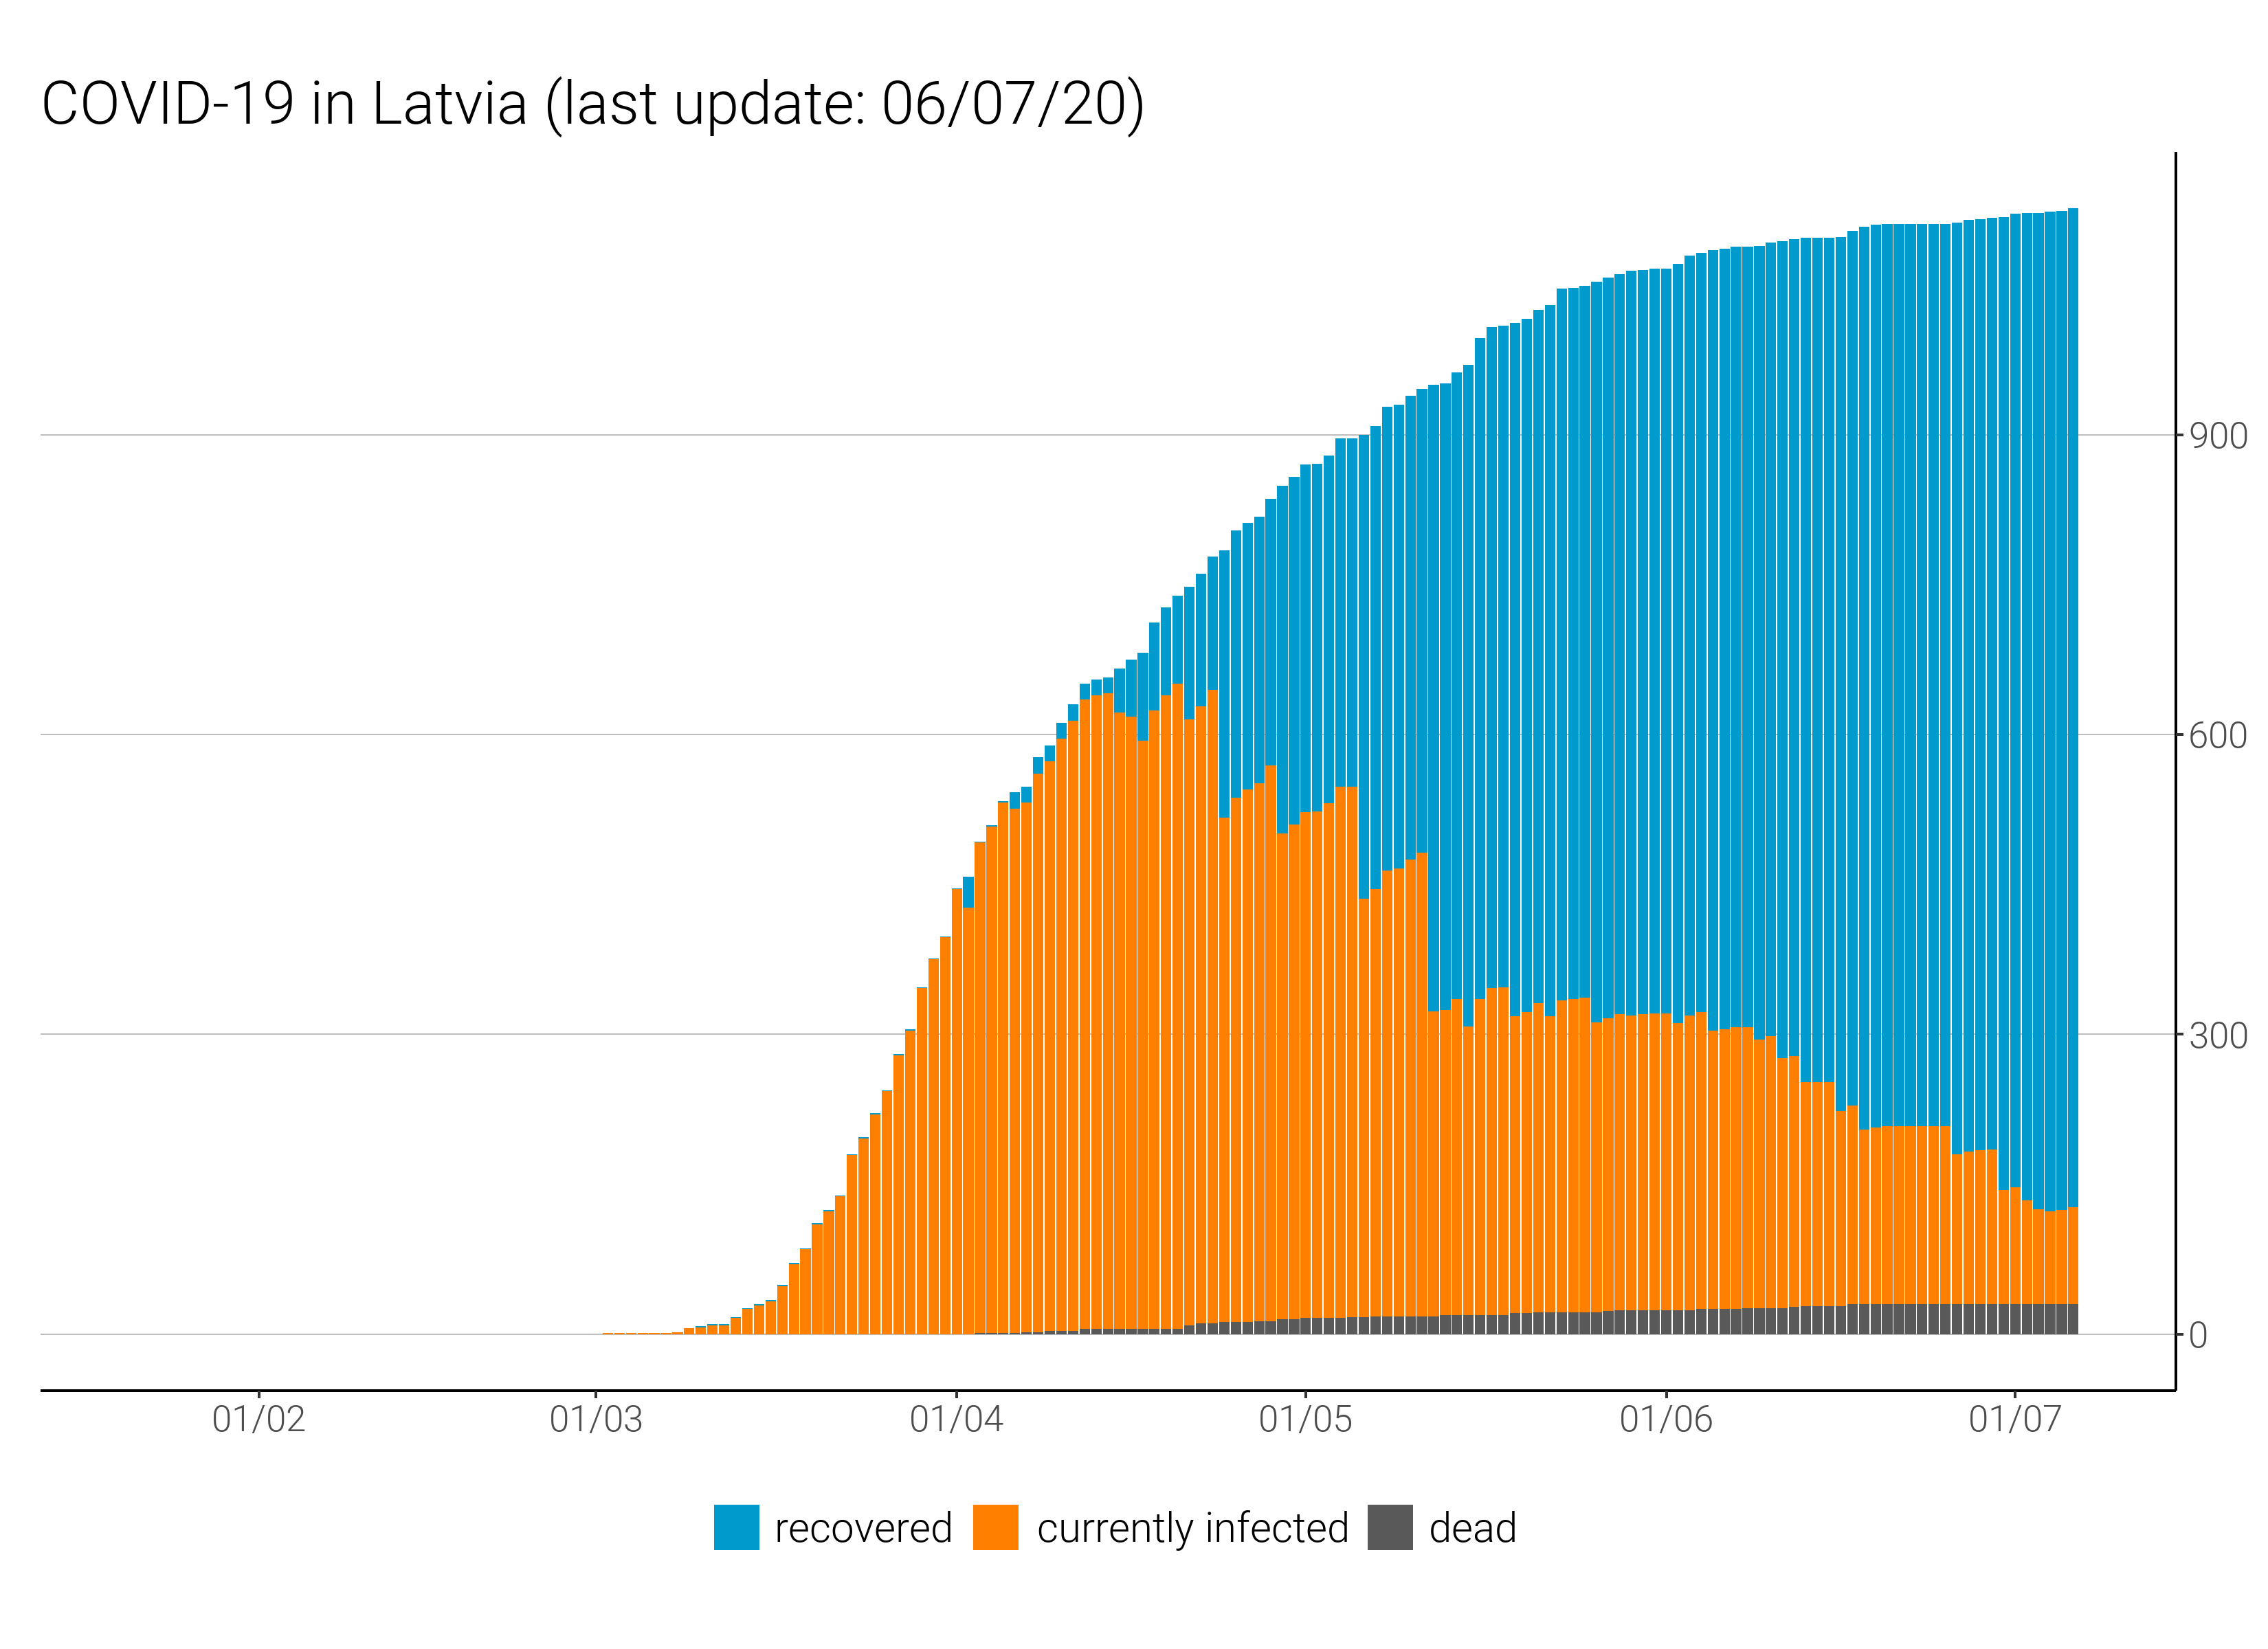 COVID-19 in Latvia (last update: 06/07/20)
900
600
300
0
01/02 01/03 01/04 01/05 01/06 01/07
recovered currently infected dead